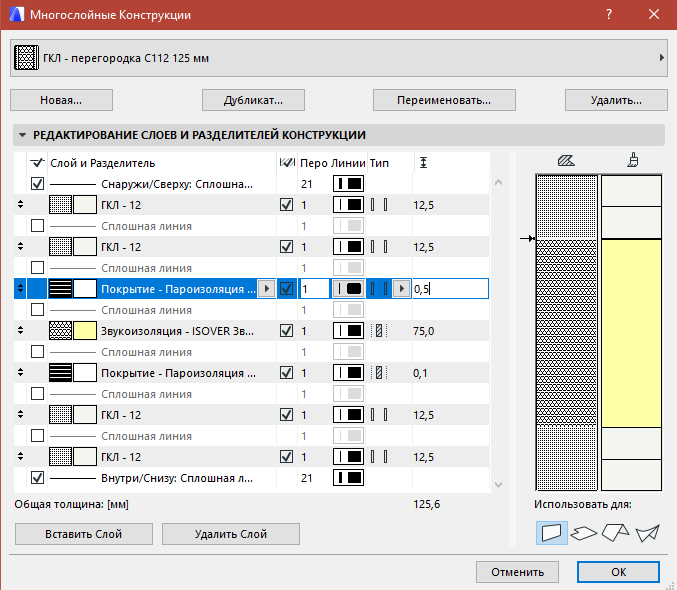 Многослойные Конструкции
ГКЛ - перегородка С112 125 мм
Новая... Дубликат... Переименовать... Удалить...
РЕДАКТИРОВАНИЕ СЛОЕВ И РАЗДЕЛИТЕЛЕЙ КОНСТРУКЦИИ
Слой и Разделитель Перо Линии Тип
Снаружи/Сверху: Сплошна... 21
ГКЛ - 12 1 12,5
Сплошная линия 1
ГКЛ - 12 1 12,5
Сплошная линия 1
Покрытие - Пароизоляция ... 1 0,5
Сплошная линия 1
Звукоизоляция - ISOVER Зв... 1 75,0
Сплошная линия 1
Покрытие - Пароизоляция ... 1 0,1
Сплошная линия 1
ГКЛ - 12 1 12,5
Сплошная линия 1
ГКЛ - 12 1 12,5
Внутри/Снизу: Сплошная л... 21
Общая толщина: [мм] 125,6
Использовать для:
Вставить Слой Удалить Слой
Отменить OK